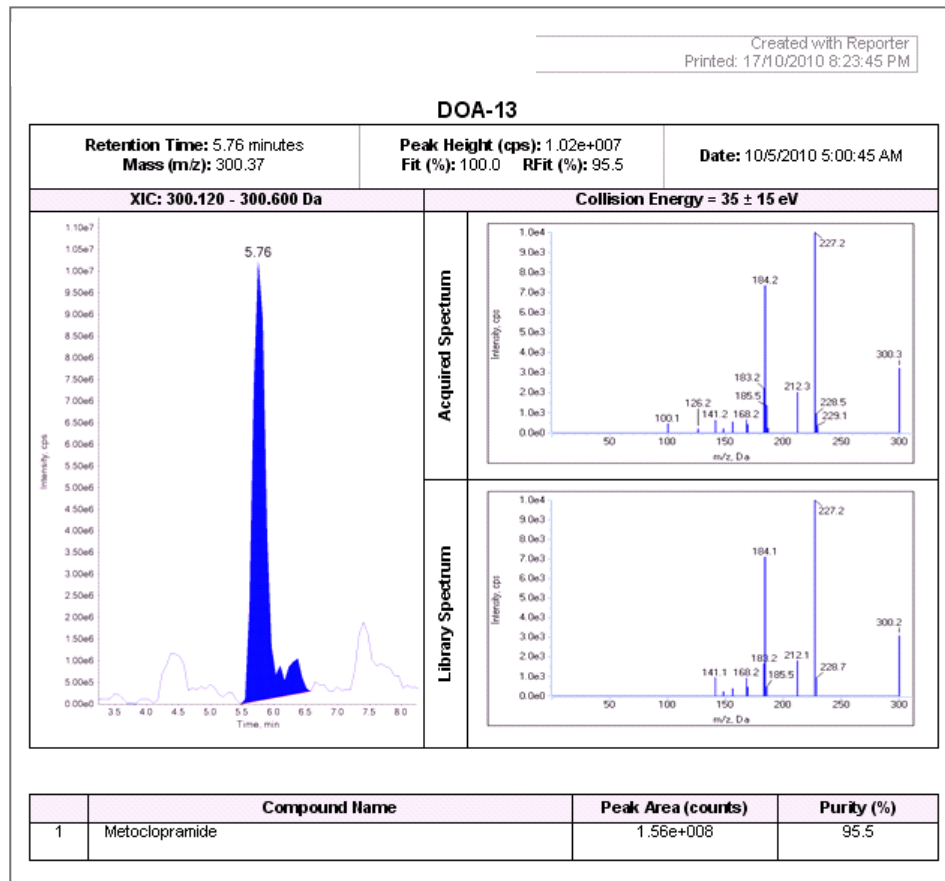 Created with Reporter
Printed: 17/10/2010 8:23:45 PM
DOA-13
Retention Time: 5.76 minutes
Mass (m/z): 300.37
Peak Height (cps): 1.02e+007
Fit (%): 100.0 RFit (%): 95.5
Date: 10/5/2010 5:00:45 AM
XIC: 300.120 - 300.600 Da
Collision Energy = 35 ± 15 eV
1.10e7
1.05e7
1.00e7
9.50e6
9.00e6
8.50e6
8.00e6
7.50e6
7.00e6
6.50e6
6.00e6
5.50e6
5.00e6
4.50e6
4.00e6
3.50e6
3.00e6
2.50e6
2.00e6
1.50e6
1.00e6
5.00e5
0.00e0
Intensity, cps
5.76
3.5 4.0 4.5 5.0 5.5 6.0 6.5 7.0 7.5 8.0
Time, min
Acquired Spectrum
Intensity, cps
1.0e4
9.0e3
8.0e3
7.0e3
6.0e3
5.0e3
4.0e3
3.0e3
2.0e3
1.0e3
0.0e0
227.2
184.2
300.3
183.2
212.3
185.5
126.2
228.5
100.1
141.2
168.2
229.1
50 100 150 200 250 300
m/z, Da
Library Spectrum
Intensity, cps
1.0e4
9.0e3
8.0e3
7.0e3
6.0e3
5.0e3
4.0e3
3.0e3
2.0e3
1.0e3
0.0e0
227.2
184.1
300.2
183.2
212.1
141.1
168.2
185.5
228.7
50 100 150 200 250 300
m/z, Da
Compound Name Peak Area (counts) Purity (%)
1 Metoclopramide 1.56e+008 95.5